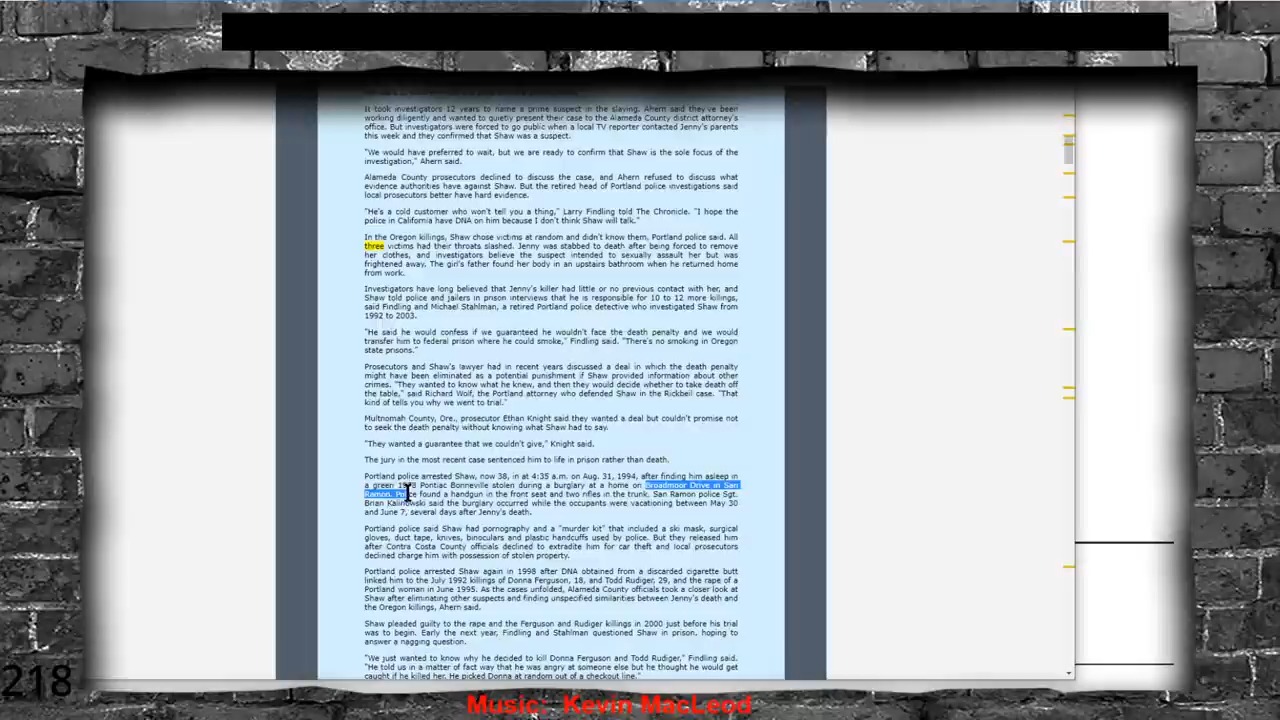 It took investigators 12 years to name a prime suspect in the slaying. Ahern said they've been
working diligently and wanted to quietly present their case to the Alameda County district attorney's
office. But investigators were forced to go public when a local TV reporter contacted Jenny's parents
this week and they confirmed that Shaw was a suspect.
"We would have preferred to wait, but we are ready to confirm that Shaw is the sole focus of the
investigation," Ahern said.
Alameda County prosecutors declined to discuss the case, and Ahern refused to discuss what
evidence authorities have against Shaw. But the retired head of Portland police investigations said
local prosecutors better have hard evidence.
"He's a cold customer who won't tell you a thing," Larry Findling told The Chronicle. "I hope the
police in California have DNA on him because I don't think Shaw will talk."
In the Oregon killings, Shaw chose victims at random and didn't know them, Portland police said. All
three victims had their throats slashed. Jenny was stabbed to death after being forced to remove
her clothes, and investigators believe the suspect intended to sexually assault her but was
frightened away. The girl's father found her body in an upstairs bathroom when he returned home
from work.
Investigators have long believed that Jenny's killer had little or no previous contact with her, and
Shaw told police and jailers in prison interviews that he is responsible for 10 to 12 more killings,
said Findling and Michael Stahlman, a retired Portland police detective who investigated Shaw from
1992 to 2003.
"He said he would confess if we guaranteed he wouldn't face the death penalty and we would
transfer him to federal prison where he could smoke," Findling said. "There's no smoking in Oregon
state prisons."
Prosecutors and Shaw's lawyer had in recent years discussed a deal in which the death penalty
might have been eliminated as a potential punishment if Shaw provided information about other
crimes. "They wanted to know what he knew, and then they would decide whether to take death off
the table," said Richard Wolf, the Portland attorney who defended Shaw in the Rickbeil case. "That
kind of tells you why we went to trial."
Multnomah County, Ore., prosecutor Ethan Knight said they wanted a deal but couldn't promise not
to seek the death penalty without knowing what Shaw had to say.
"They wanted a guarantee that we couldn't give," Knight said.
The jury in the most recent case sentenced him to life in prison rather than death.
Portland police arrested Shaw, now 38, in at 4:35 a.m. on Aug. 31, 1994, after finding him asleep in
a green 1978 Pontiac Bonneville stolen during a burglary at a home on Broadmoor Drive in San
Ramon. Police found a handgun in the front seat and two rifles in the trunk. San Ramon police Sgt.
Brian Kalinowski said the burglary occurred while the occupants were vacationing between May 30
and June 7, several days after Jenny's death.
Portland police said Shaw had pornography and a "murder kit" that included a ski mask, surgical
gloves, duct tape, knives, binoculars and plastic handcuffs used by police. But they released him
after Contra Costa County officials declined to extradite him for car theft and local prosecutors
declined charge him with possession of stolen property.
Portland police arrested Shaw again in 1998 after DNA obtained from a discarded cigarette butt
linked him to the July 1992 killings of Donna Ferguson, 18, and Todd Rudiger, 29, and the rape of a
Portland woman in June 1995. As the cases unfolded, Alameda County officials took a closer look at
Shaw after eliminating other suspects and finding unspecified similarities between Jenny's death and
the Oregon killings, Ahern said.
Shaw pleaded guilty to the rape and the Ferguson and Rudiger killings in 2000 just before his trial
was to begin. Early the next year, Findling and Stahlman questioned Shaw in prison, hoping to
answer a nagging question.
"We just wanted to know why he decided to kill Donna Ferguson and Todd Rudiger," Findling said.
"He told us in a matter of fact way that he was angry at someone else but he thought he would get
caught if he killed her. He picked Donna at random out of a checkout line."
218
Music: Kevin MacLeod